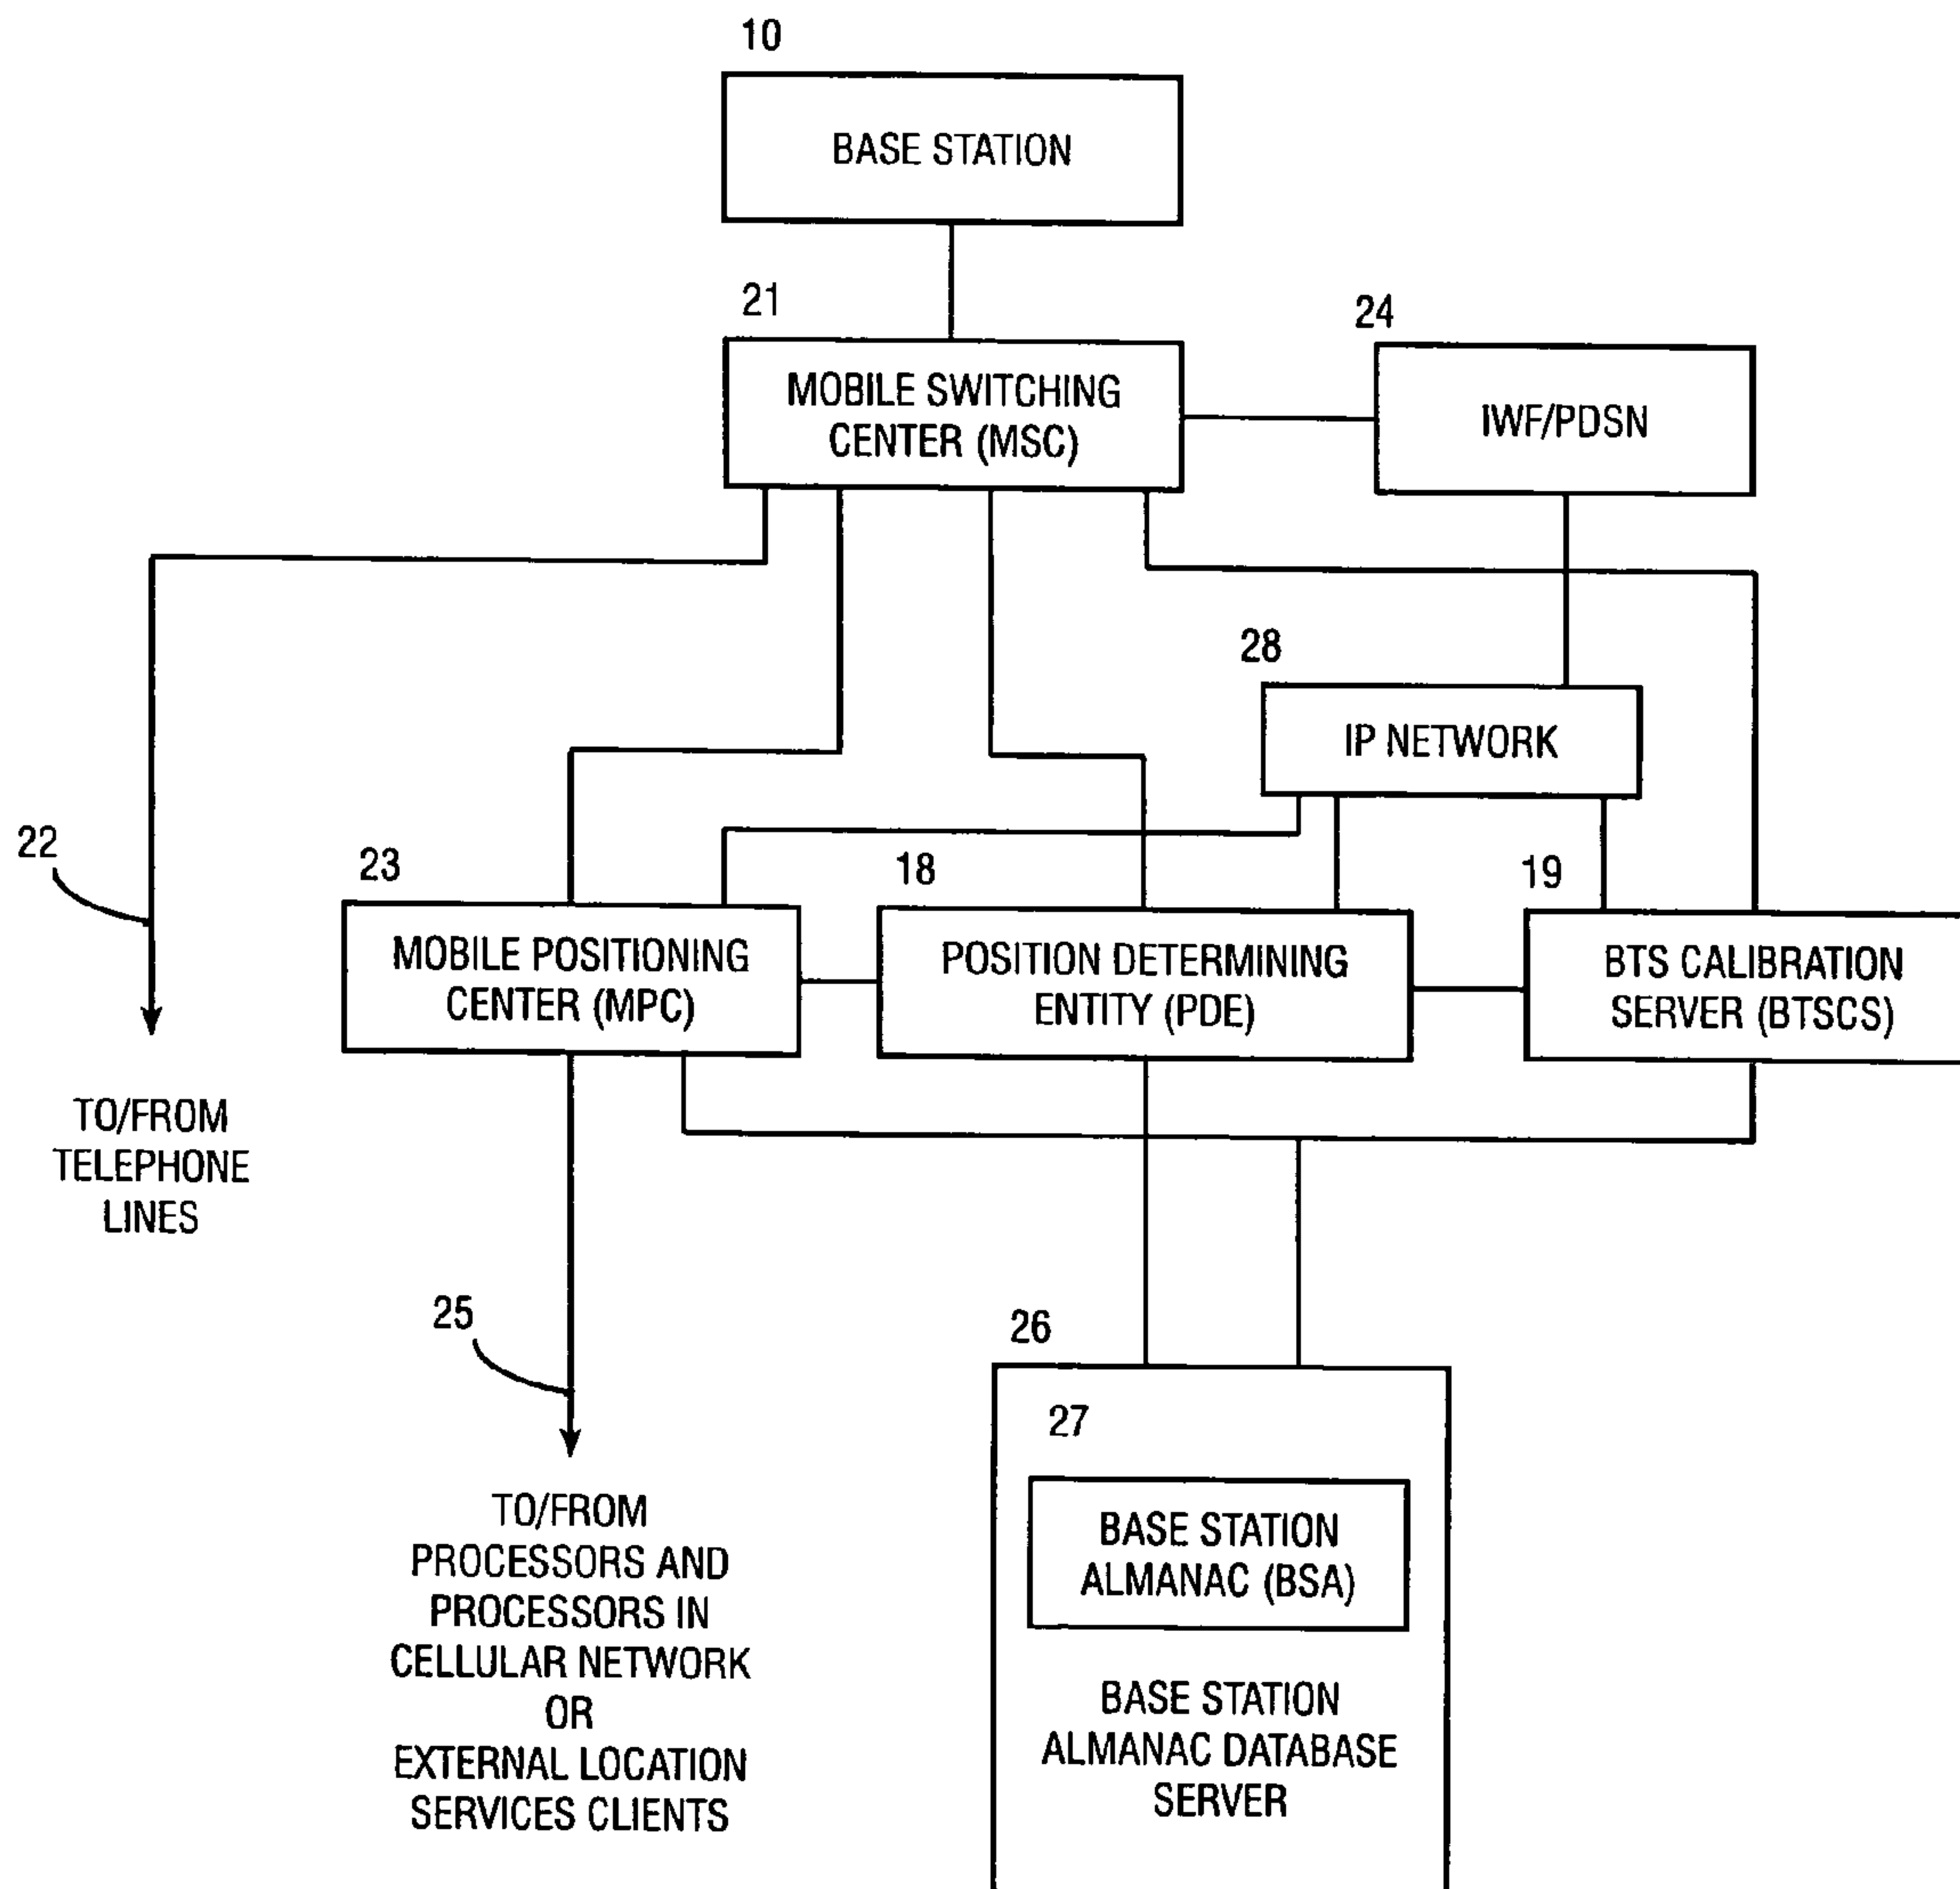 10
BASE STATION
21
MOBILE SWITCHING
CENTER (MSC)
24
IWF/PDSN
28
IP NETWORK
22
23
MOBILE POSITIONING
CENTER (MPC)
18
POSITION DETERMINING
ENTITY (PDE)
19
BTS CALIBRATION
SERVER (BTSCS)
TO/FROM
TELEPHONE
LINES
25
TO/FROM
PROCESSORS AND
PROCESSORS IN
CELLULAR NETWORK
OR
EXTERNAL LOCATION
SERVICES CLIENTS
26
27
BASE STATION
ALMANAC (BSA)
BASE STATION
ALMANAC DATABASE
SERVER